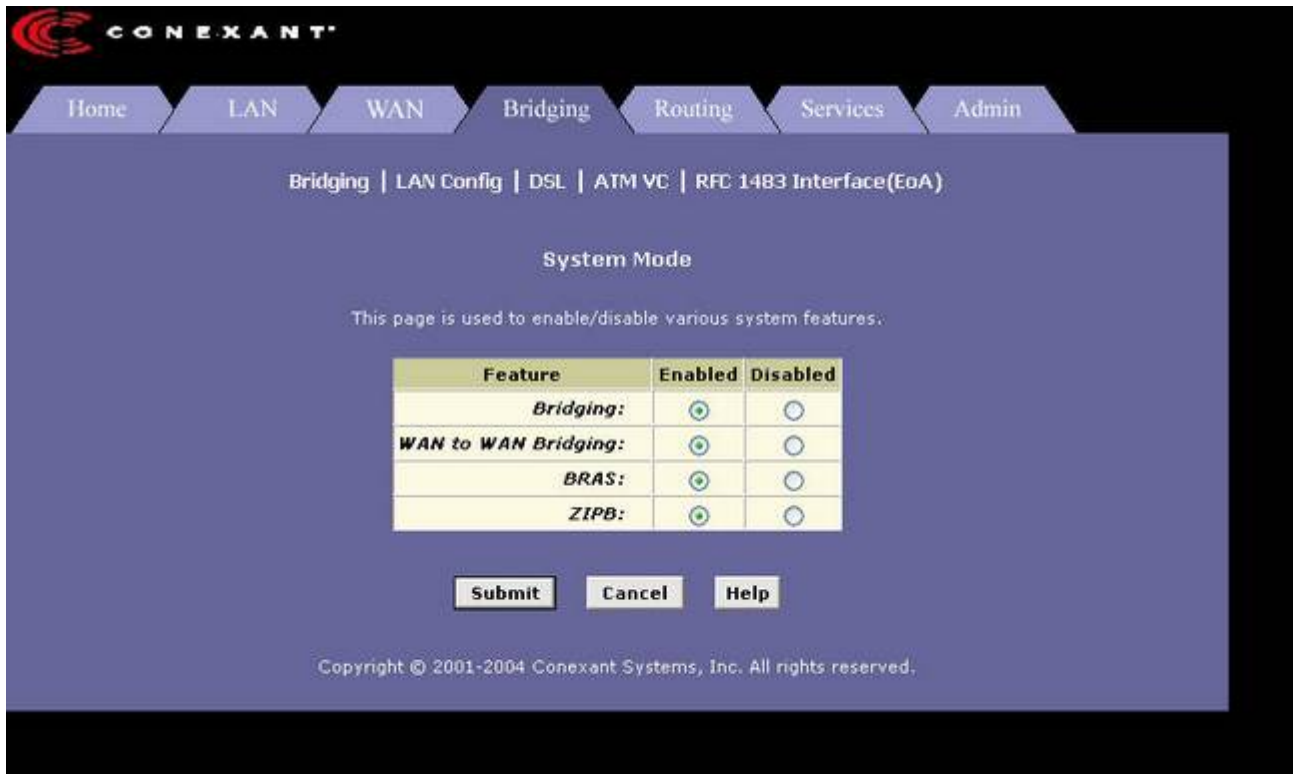 CONEXANT
Home LAN WAN Bridging Routing Services Admin
Bridging | LAN Config | DSL | ATM VC | RFC 1483 Interface(EoA)
System Mode
This page is used to enable/disable various system features.
Feature Enabled Disabled
Bridging:
WAN to WAN Bridging:
BRAS:
ZIPB:
Submit Cancel Help
Copyright © 2001-2004 Conexant Systems, Inc. All rights reserved.